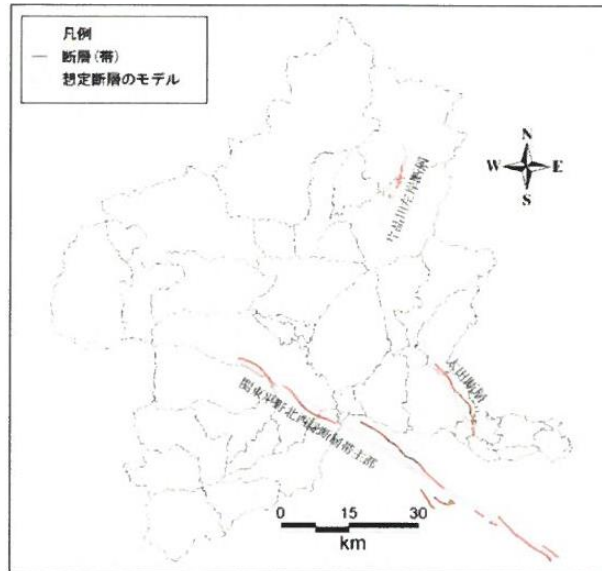 凡例
断層(帯)
想定断層のモデル
N
W E
S
片品川左岸断層
太田断層
関東平野北西縁断層帯主部
0 15 30
km